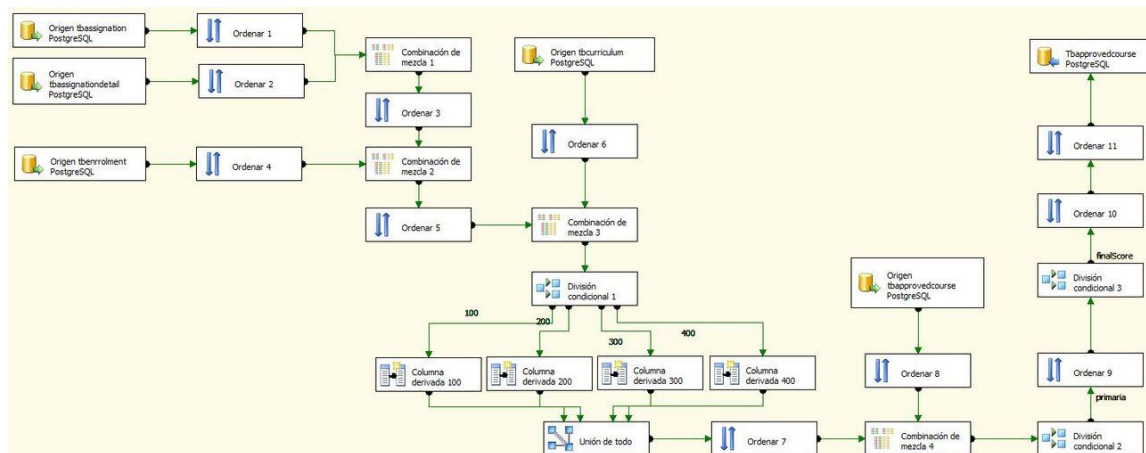 Origen tbassignation
PostgreSQL
Ordenar 1
Origen
tbassignationdetail
PostgreSQL
Ordenar 2
Combinación de
mezcla 1
Ordenar 3
Origen tbenrrolment
PostgreSQL
Ordenar 4
Combinación de
mezcla 2
Ordenar 5
Origen tbcurriculum
PostgreSQL
Ordenar 6
Combinación de
mezcla 3
División
condicional 1
100
200
300
400
Columna
derivada 100
Columna
derivada 200
Columna
derivada 300
Columna
derivada 400
Unión de todo
Ordenar 7
Origen
tbapprovedcourse
PostgreSQL
Ordenar 8
Combinación de
mezcla 4
División
condicional 2
primaria
Ordenar 9
División
condicional 3
finalScore
Ordenar 10
Ordenar 11
Tbapprovedcourse
PostgreSQL